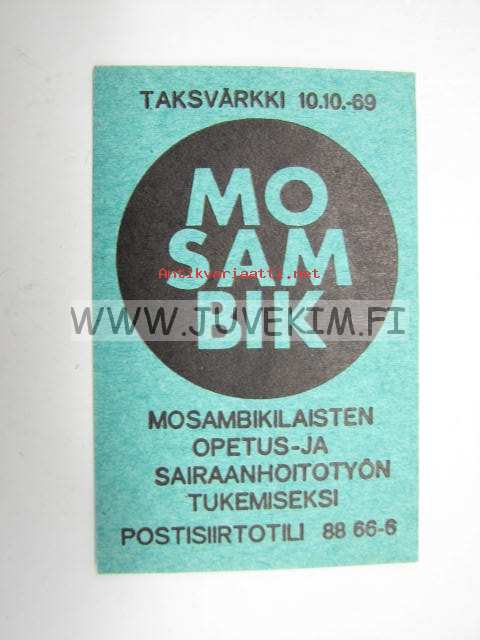 TAKSVÄRKKI 10.10.-69
MO
SAM
Antikvariaatti.net
BIK
WWW.JUVEKIM.FI
MOSAMBIKILAISTEN
OPETUS-JA
SAIRAANHOITOTYÖN
TUKEMISEKSI
POSTISIIRTOTILI 88 66-6